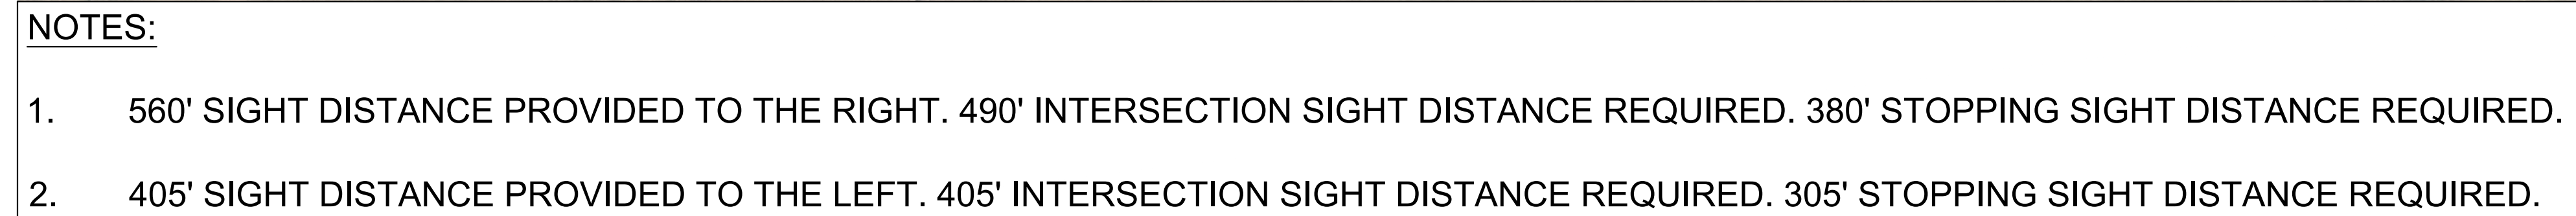 NOTES:
1. 560' SIGHT DISTANCE PROVIDED TO THE RIGHT. 490' INTERSECTION SIGHT DISTANCE REQUIRED. 380' STOPPING SIGHT DISTANCE REQUIRED.
2. 405' SIGHT DISTANCE PROVIDED TO THE LEFT. 405' INTERSECTION SIGHT DISTANCE REQUIRED. 305' STOPPING SIGHT DISTANCE REQUIRED.